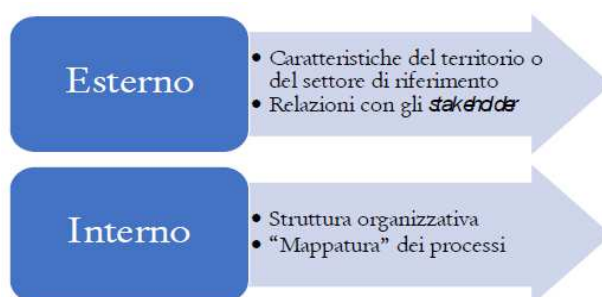 Esterno
• Caratteristiche del territorio o
del settore di riferimento
• Relazioni con gli stakeholder
Interno
• Struttura organizzativa
• “Mappatura” dei processi